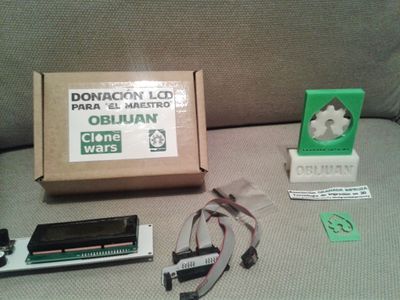 DONACIÓN LCD
PARA "EL MAESTRO"
OBIJUAN
Clone
wars
OBIJUAN